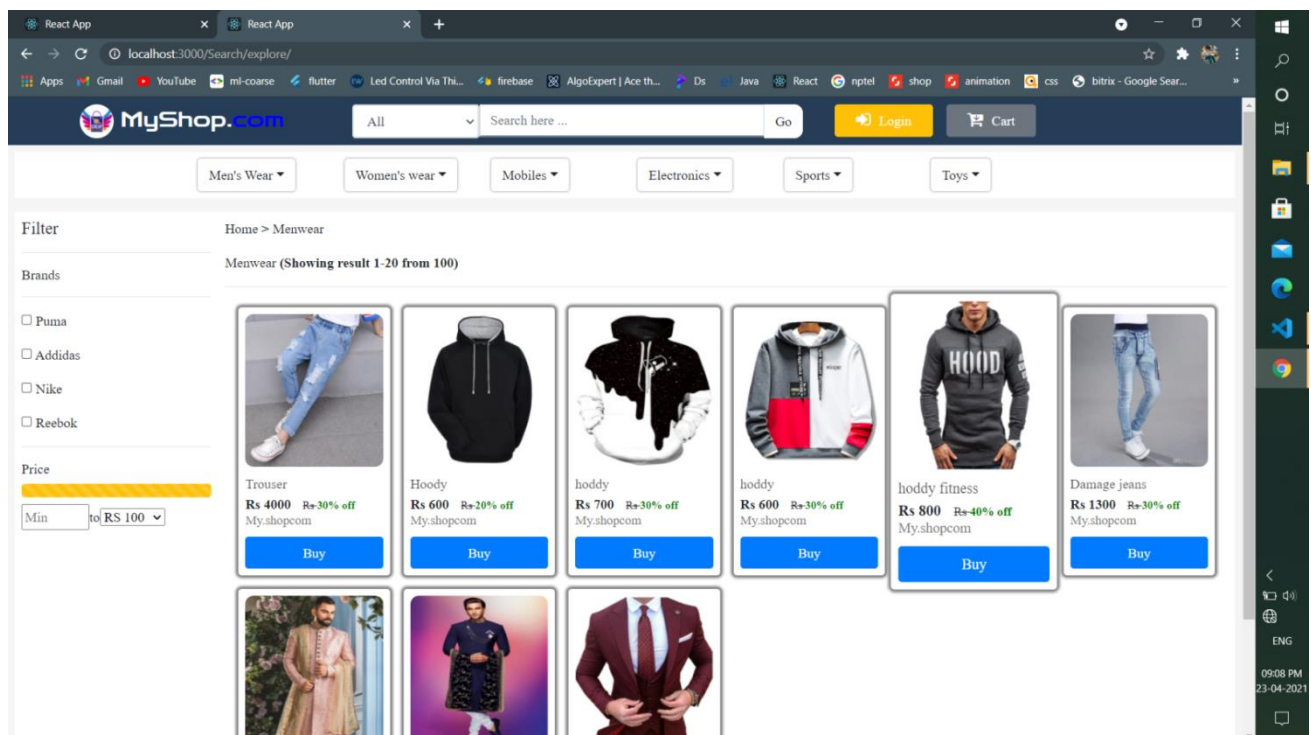 React App
React App
localhost:3000/Search/explore/
Apps Gmail YouTube ml-coarse flutter Led Control Via Thi... firebase AlgoExpert | Ace th... Ds Java React nptel shop animation css bitrix - Google Sear... »
MyShop.com All Search here ... Go Login Cart
Men's Wear Women's wear Mobiles Electronics Sports Toys
Filter
Brands
Puma
Addidas
Nike
Reebok
Price
Min to RS 100
Home > Menwear
Menwear (Showing result 1-20 from 100)
HOOD
Trouser
Rs 4000 Rs 30% off
My.shopcom
Buy
Hoody
Rs 600 Rs 20% off
My.shopcom
Buy
hoddy
Rs 700 Rs 30% off
My.shopcom
Buy
hoddy
Rs 600 Rs 30% off
My.shopcom
Buy
hoddy fitness
Rs 800 Rs 40% off
My.shopcom
Buy
Damage jeans
Rs 1300 Rs 30% off
My.shopcom
Buy
ENG
09:08 PM
23-04-2021